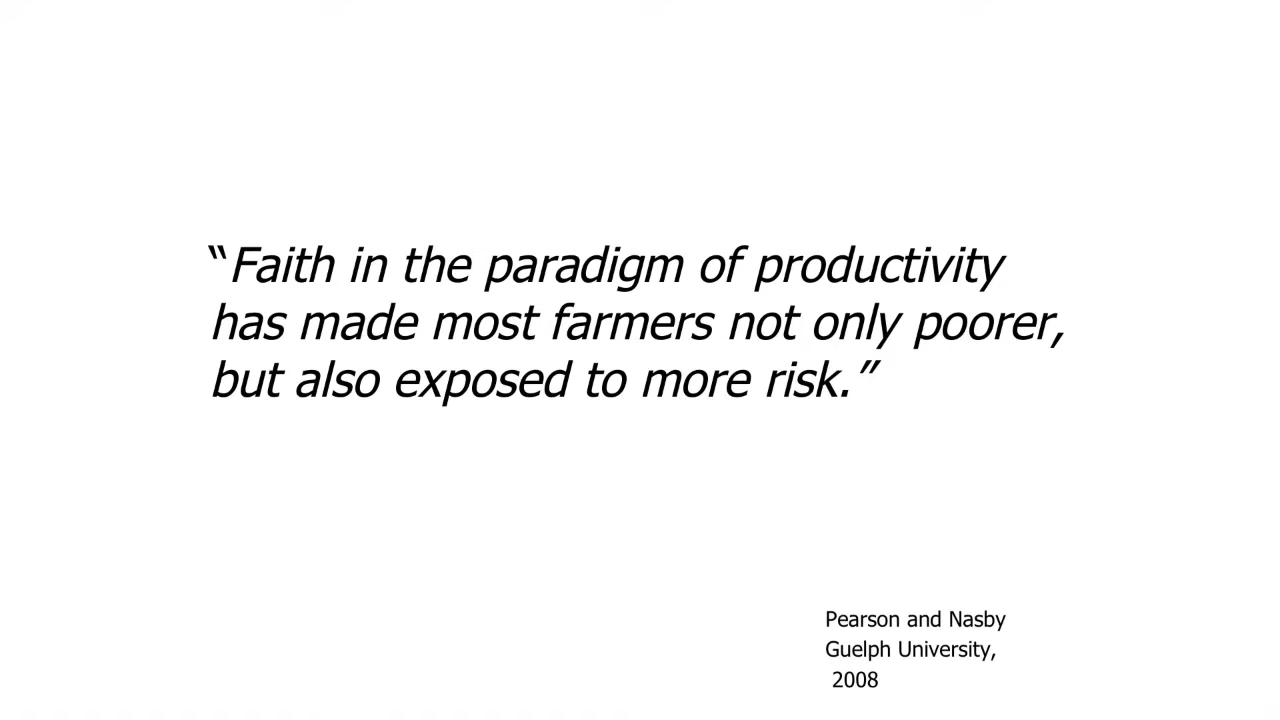 “Faith in the paradigm of productivity
has made most farmers not only poorer,
but also exposed to more risk.”
Pearson and Nasby
Guelph University,
2008